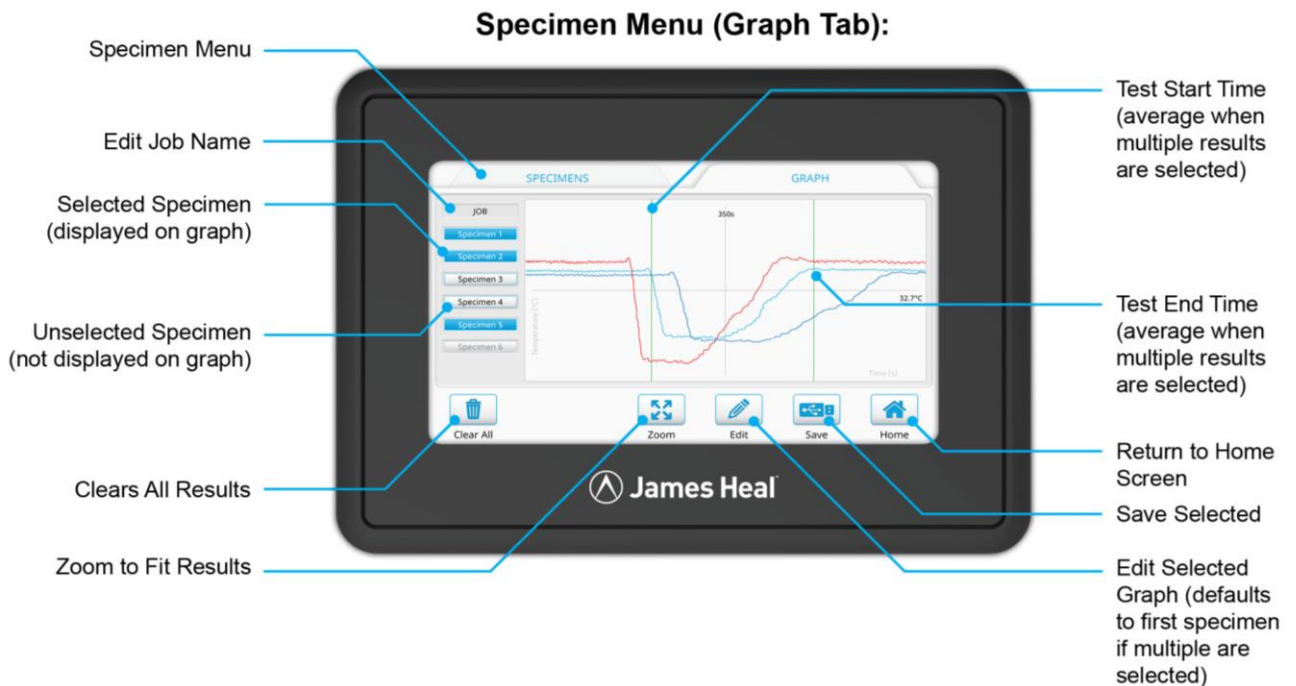 Specimen Menu (Graph Tab):
Specimen Menu
Edit Job Name
Selected Specimen
(displayed on graph)
Unselected Specimen
(not displayed on graph)
Clears All Results
Zoom to Fit Results
SPECIMENS
GRAPH
JOB
Specimen 1
Specimen 2
Specimen 3
Specimen 4
Specimen 5
Specimen 6
350s
32.7°C
Temperature (°C)
Time (s)
Clear All
Zoom
Edit
Save
Home
James Heal
Test Start Time
(average when
multiple results
are selected)
Test End Time
(average when
multiple results
are selected)
Return to Home
Screen
Save Selected
Edit Selected
Graph (defaults
to first specimen
if multiple are
selected)